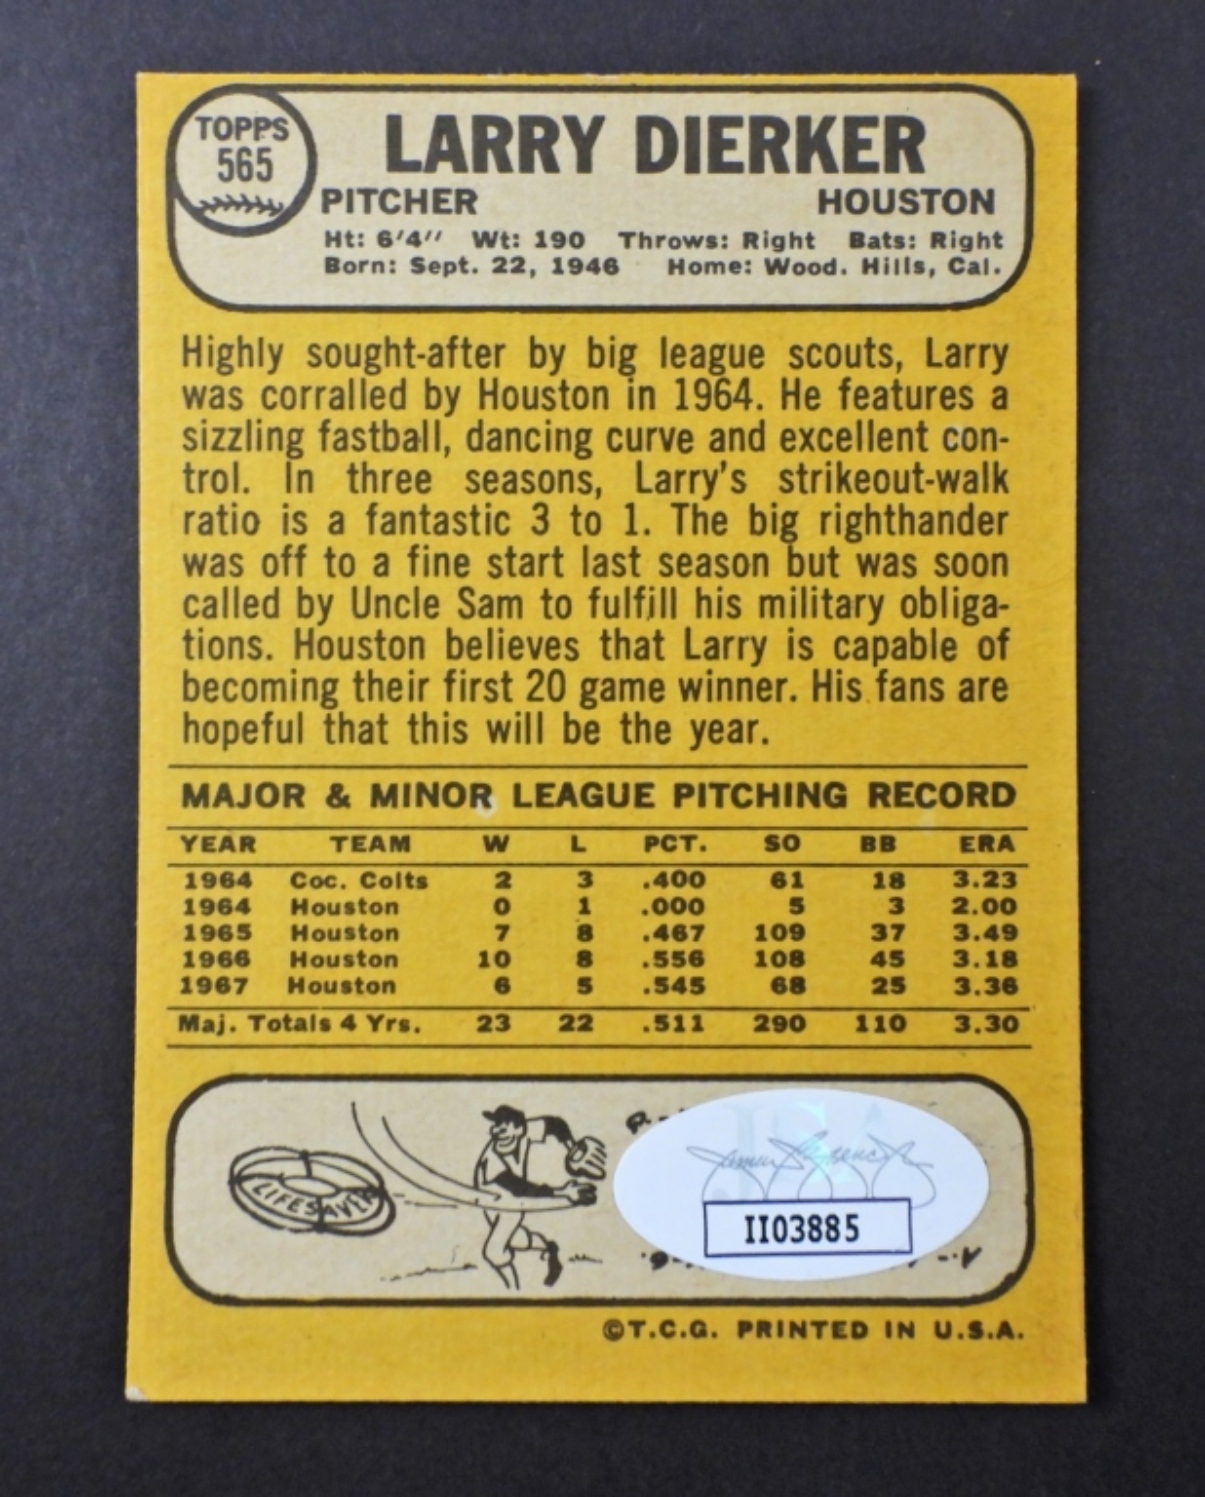 TOPPS
565
LARRY DIERKER
PITCHER HOUSTON
Ht: 6'4" Wt: 190 Throws: Right Bats: Right
Born: Sept. 22, 1946 Home: Wood. Hills, Cal.
Highly sought-after by big league scouts, Larry
was corralled by Houston in 1964. He features a
sizzling fastball, dancing curve and excellent con-
trol. In three seasons, Larry's strikeout-walk
ratio is a fantastic 3 to 1. The big righthander
was off to a fine start last season but was soon
called by Uncle Sam to fulfill his military obliga-
tions. Houston believes that Larry is capable of
becoming their first 20 game winner. His fans are
hopeful that this will be the year.
MAJOR & MINOR LEAGUE PITCHING RECORD
YEAR TEAM W L PCT. SO BB ERA
1964 Coc. Colts 2 3 .400 61 18 3.23
1964 Houston 0 1 .000 5 3 2.00
1965 Houston 7 8 .467 109 37 3.49
1966 Houston 10 8 .556 108 45 3.18
1967 Houston 6 5 .545 68 25 3.36
Maj. Totals 4 Yrs. 23 22 .511 290 110 3.30
LIFESAVER
JSA
II03885
©T.C.G. PRINTED IN U.S.A.